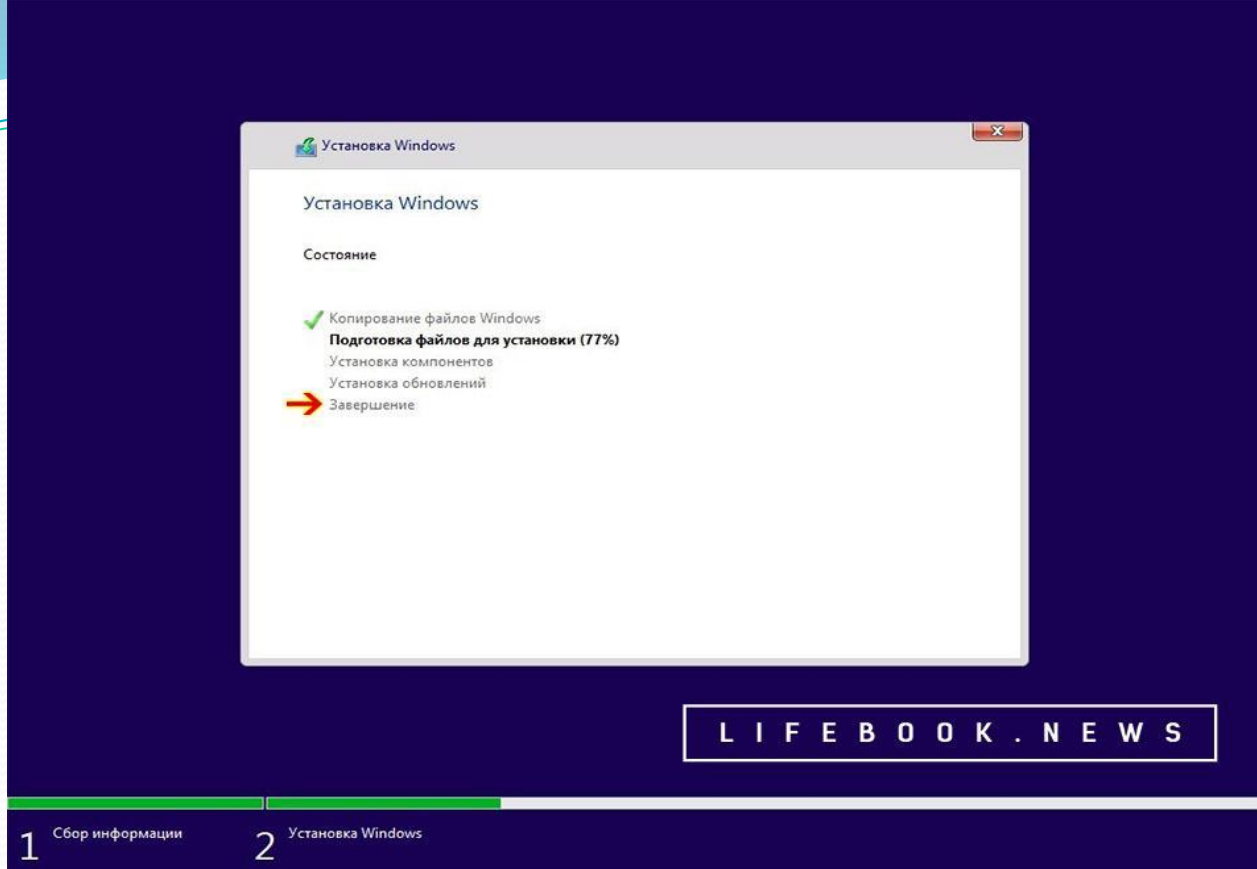 Установка Windows
Установка Windows
Состояние
Копирование файлов Windows
Подготовка файлов для установки (77%)
Установка компонентов
Установка обновлений
Завершение
LIFEBOOK.NEWS
1 Сбор информации 2 Установка Windows